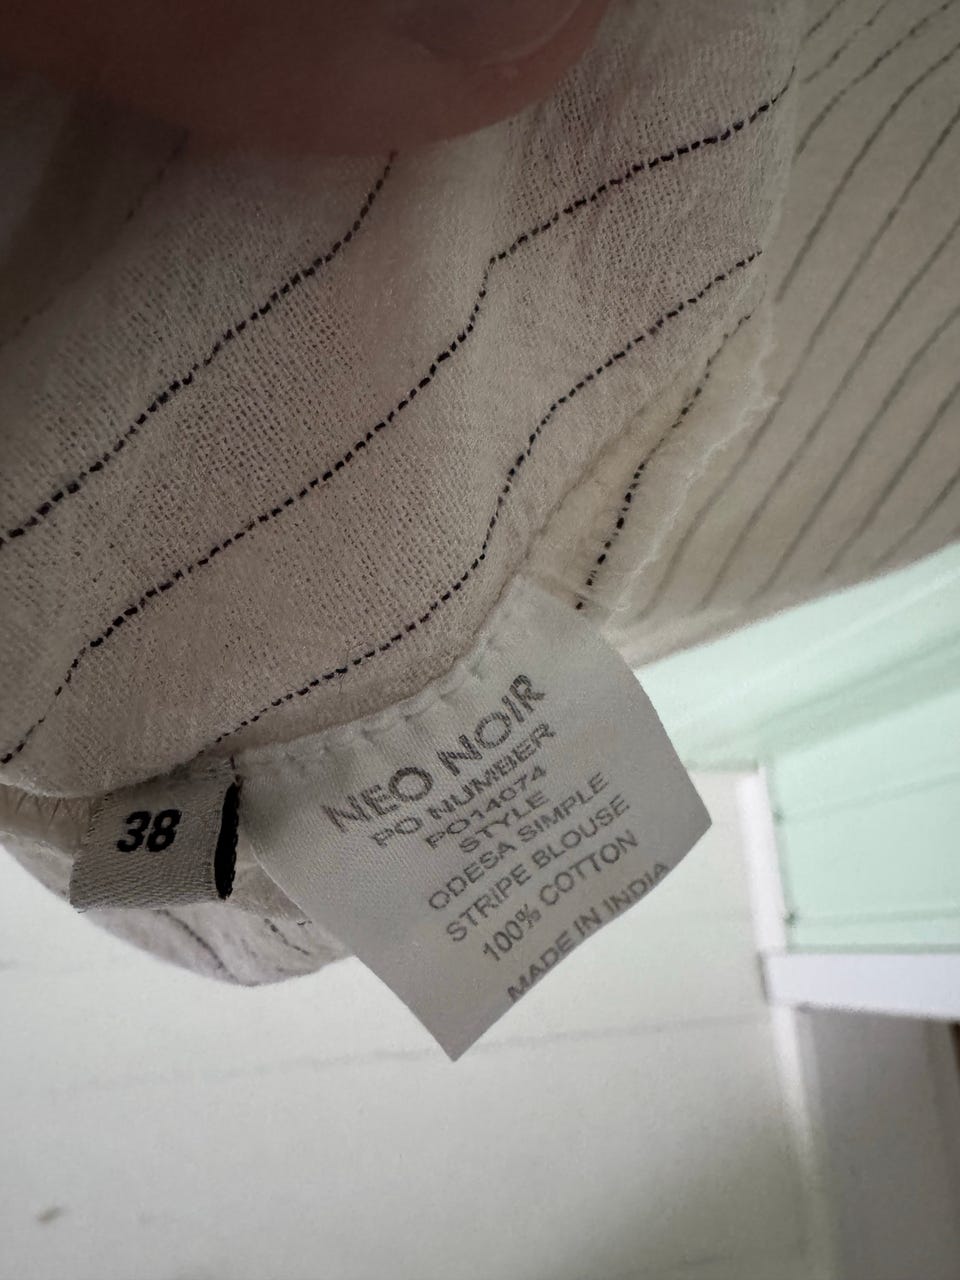 38
NEO NOIR
PO NUMBER
PO14074
STYLE
ODESA SIMPLE
STRIPE BLOUSE
100% COTTON
MADE IN INDIA